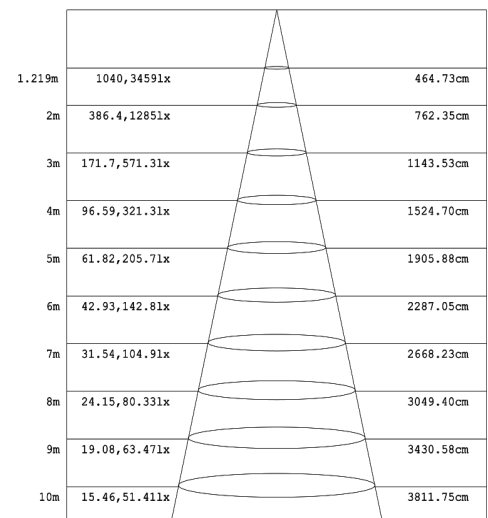 1.219m 1040,3459lx 464.73cm
2m 386.4,1285lx 762.35cm
3m 171.7,571.3lx 1143.53cm
4m 96.59,321.3lx 1524.70cm
5m 61.82,205.7lx 1905.88cm
6m 42.93,142.8lx 2287.05cm
7m 31.54,104.9lx 2668.23cm
8m 24.15,80.33lx 3049.40cm
9m 19.08,63.47lx 3430.58cm
10m 15.46,51.41lx 3811.75cm